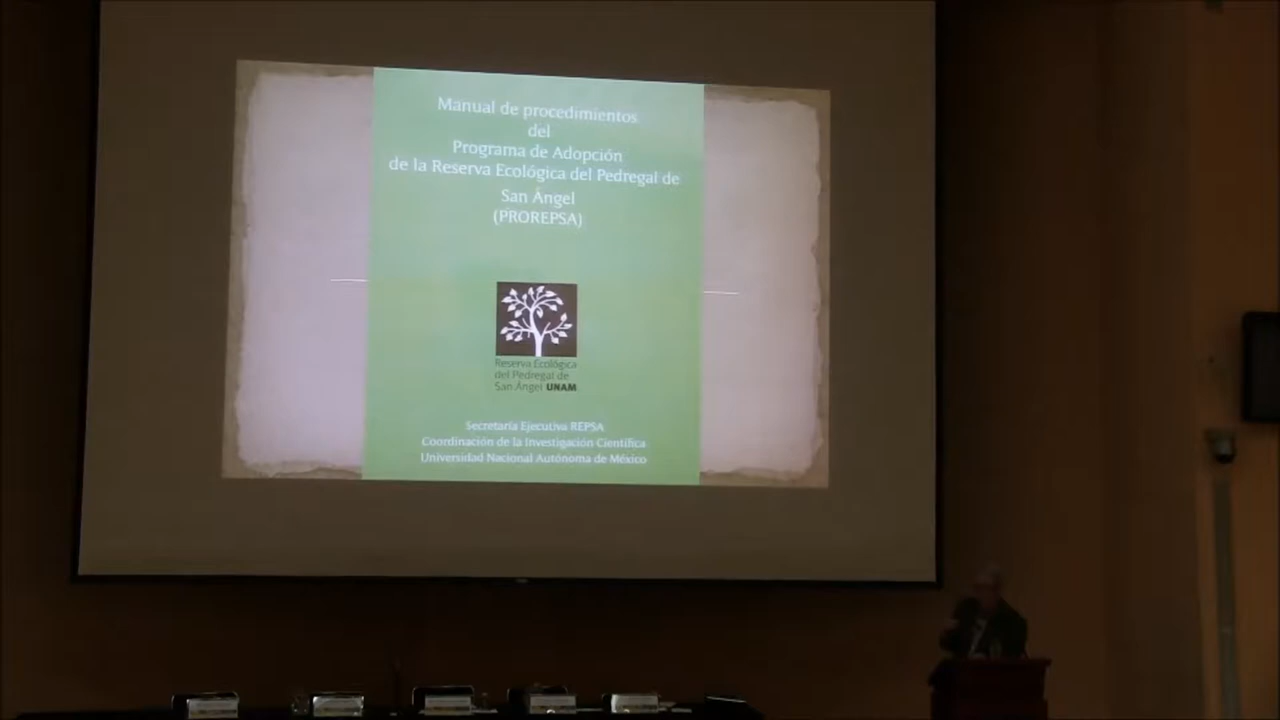 Manual de procedimientos
del
Programa de Adopción
de la Reserva Ecológica del Pedregal de
San Ángel
(PROREPSA)
Reserva Ecológica
del Pedregal de
San Ángel UNAM
Secretaría Ejecutiva REPSA
Coordinación de la Investigación Científica
Universidad Nacional Autónoma de México